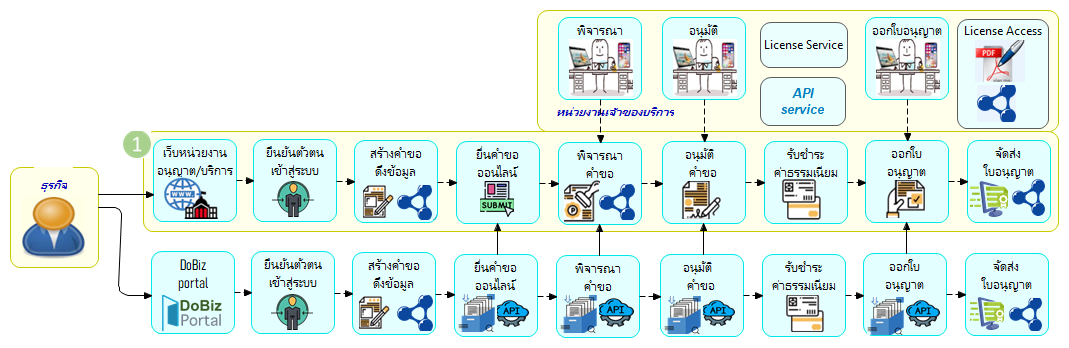 พิจารณา
อนุมัติ
License Service
ออกใบอนุญาต
License Access
PDF
API
service
หน่วยงานเจ้าของบริการ
1
ธุรกิจ
เว็บหน่วยงาน
อนุญาต/บริการ
WWW
ยืนยันตัวตน
เข้าสู่ระบบ
สร้างคำขอ
ดึงข้อมูล
ยื่นคำขอ
ออนไลน์
SUBMIT
พิจารณา
คำขอ
อนุมัติ
คำขอ
รับชำระ
ค่าธรรมเนียม
ออกใบ
อนุญาต
จัดส่ง
ใบอนุญาต
DoBiz
portal
DoBiz
Portal
ยืนยันตัวตน
เข้าสู่ระบบ
สร้างคำขอ
ดึงข้อมูล
ยื่นคำขอ
ออนไลน์
API
พิจารณา
คำขอ
API
อนุมัติ
คำขอ
API
รับชำระ
ค่าธรรมเนียม
ออกใบ
อนุญาต
API
จัดส่ง
ใบอนุญาต